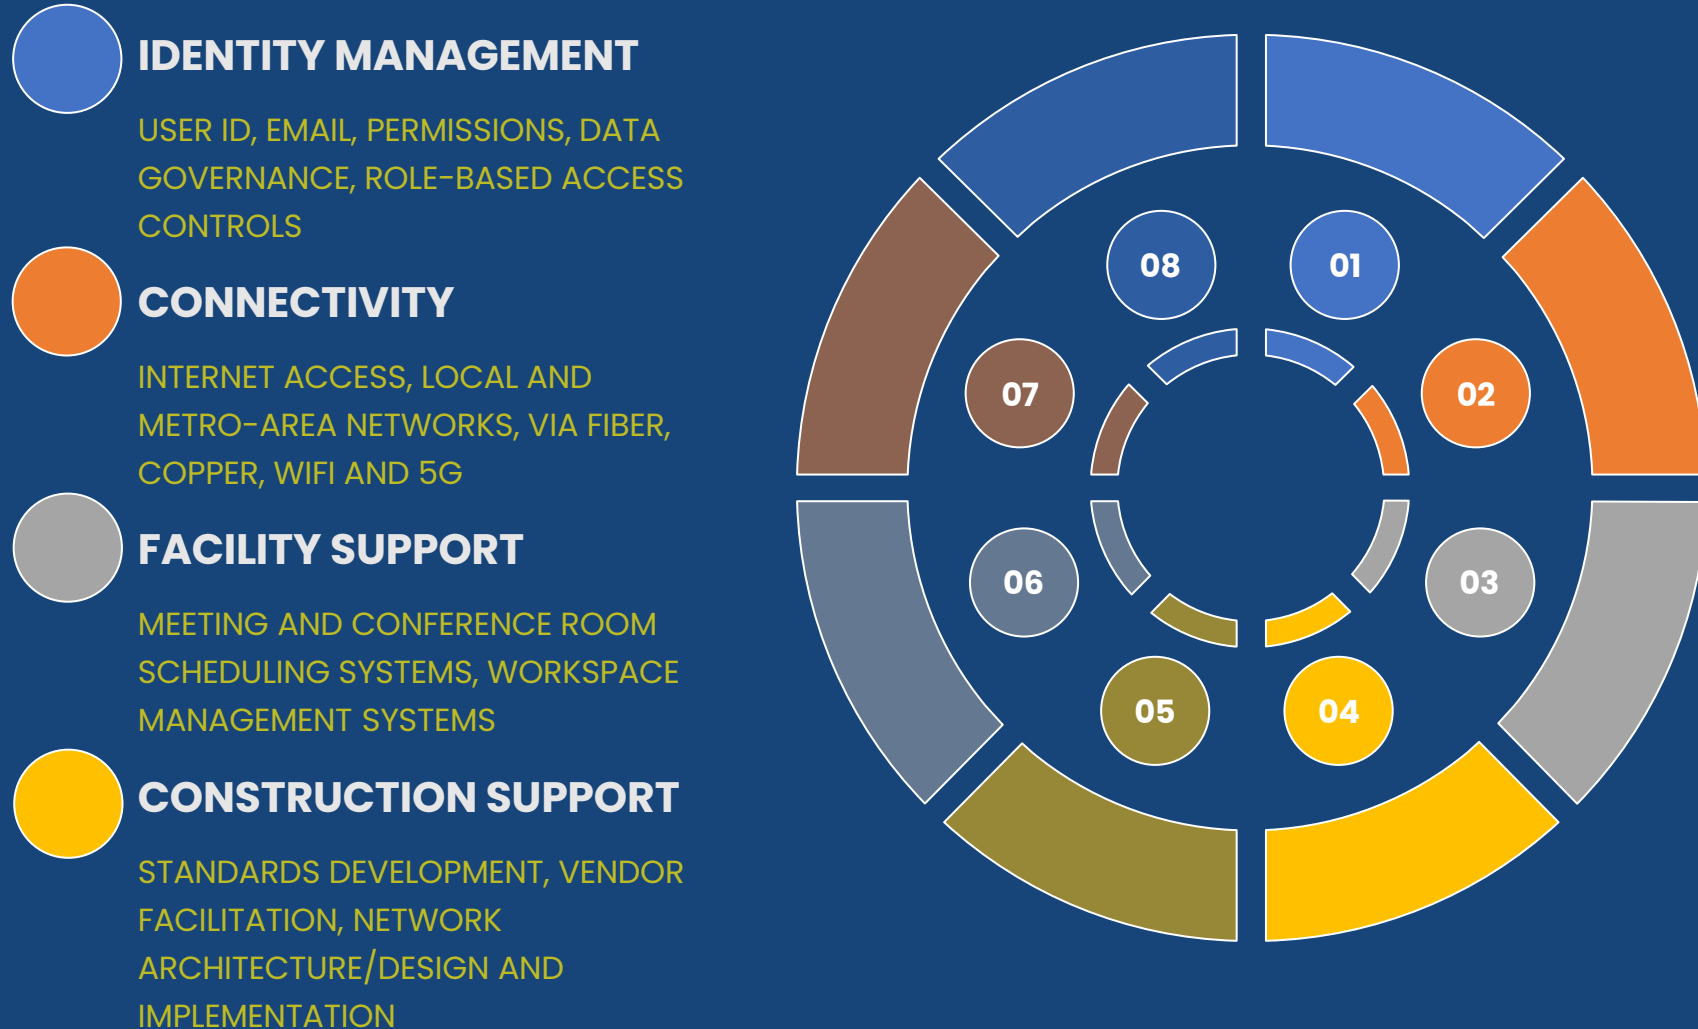 IDENTITY MANAGEMENT
USER ID, EMAIL, PERMISSIONS, DATA
GOVERNANCE, ROLE-BASED ACCESS
CONTROLS
CONNECTIVITY
INTERNET ACCESS, LOCAL AND
METRO-AREA NETWORKS, VIA FIBER,
COPPER, WIFI AND 5G
FACILITY SUPPORT
MEETING AND CONFERENCE ROOM
SCHEDULING SYSTEMS, WORKSPACE
MANAGEMENT SYSTEMS
CONSTRUCTION SUPPORT
STANDARDS DEVELOPMENT, VENDOR
FACILITATION, NETWORK
ARCHITECTURE/DESIGN AND
IMPLEMENTATION
08
01
07
02
06
03
05
04